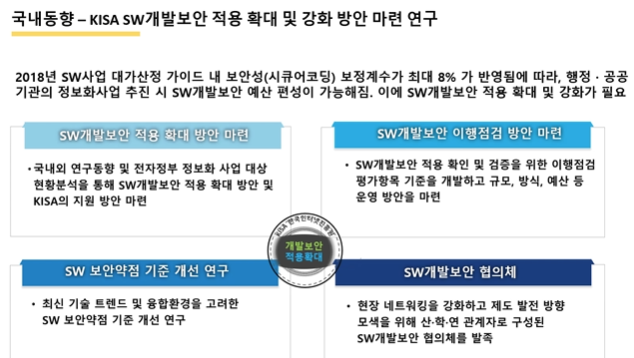 국내동향 – KISA SW개발보안 적용 확대 및 강화 방안 마련 연구
2018년 SW사업 대가산정 가이드 내 보안성(시큐어코딩) 보정계수가 최대 8% 가 반영됨에 따라, 행정 · 공공
기관의 정보화사업 추진 시 SW개발보안 예산 편성이 가능해짐. 이에 SW개발보안 적용 확대 및 강화가 필요
SW개발보안 적용 확대 방안 마련
• 국내외 연구동향 및 전자정부 정보화 사업 대상
현황분석을 통해 SW개발보안 적용 확대 방안 및
KISA의 지원 방안 마련
SW개발보안 이행점검 방안 마련
• SW개발보안 적용 확인 및 검증을 위한 이행점검
평가항목 기준을 개발하고 규모, 방식, 예산 등
운영 방안을 마련
KISA 한국인터넷진흥원
개발보안
적용확대
SW 보안약점 기준 개선 연구
• 최신 기술 트렌드 및 융합환경을 고려한
SW 보안약점 기준 개선 연구
SW개발보안 협의체
• 현장 네트워킹을 강화하고 제도 발전 방향
모색을 위해 산·학·연 관계자로 구성된
SW개발보안 협의체를 발족